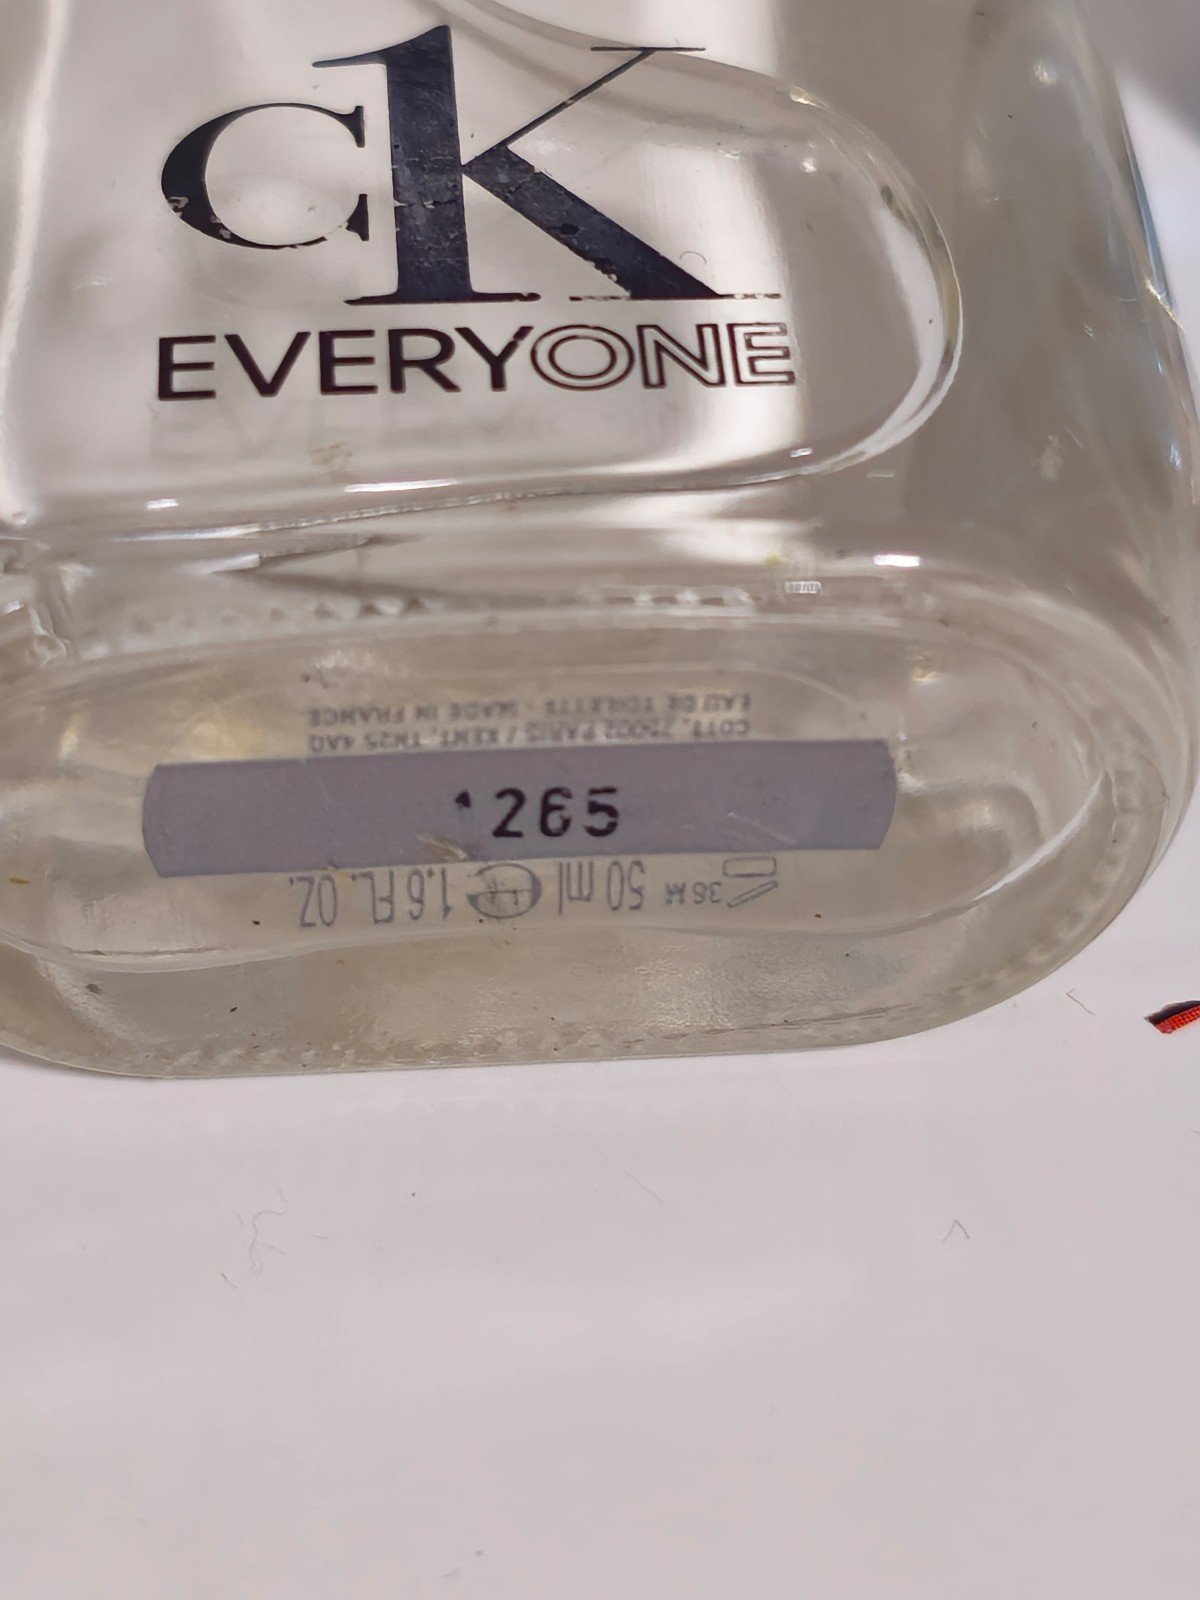 cK
EVERYONE
EAU DE TOILETTE - MADE IN FRANCE
COTY, 75002 PARIS / KENT, TN25 4AQ
1265
36M 50 ml e 1.6 FL. OZ.